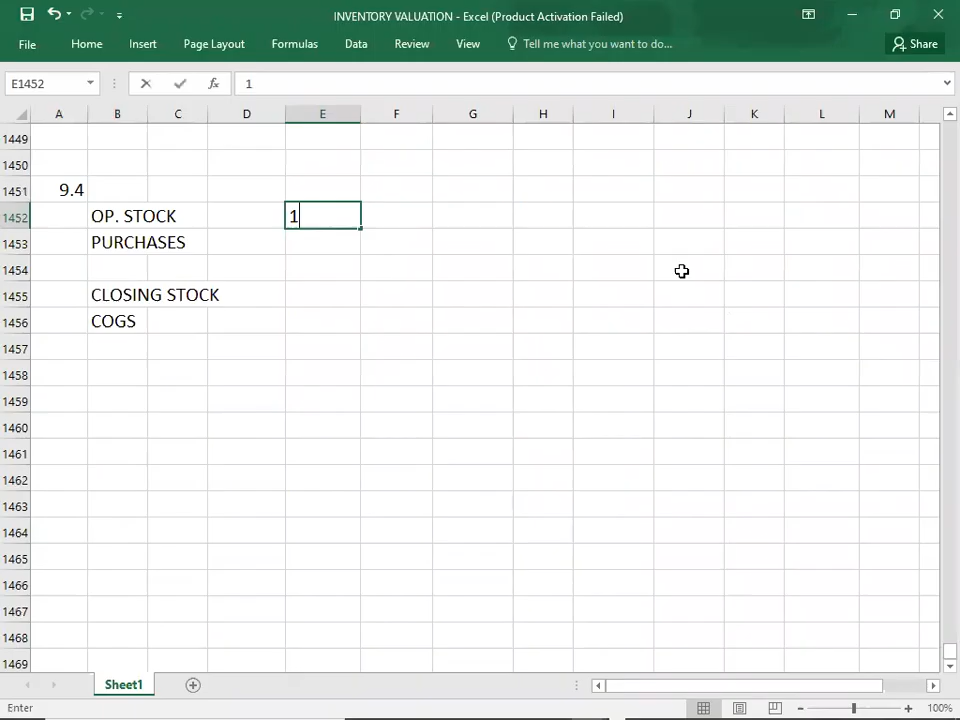 INVENTORY VALUATION - Excel (Product Activation Failed)
File Home Insert Page Layout Formulas Data Review View Tell me what you want to do... Share
E1452 fx 1
A B C D E F G H I J K L M
1449
1450
1451 9.4
1452 OP. STOCK 1
1453 PURCHASES
1454
1455 CLOSING STOCK
1456 COGS
1457
1458
1459
1460
1461
1462
1463
1464
1465
1466
1467
1468
1469
Sheet1
Enter 100%